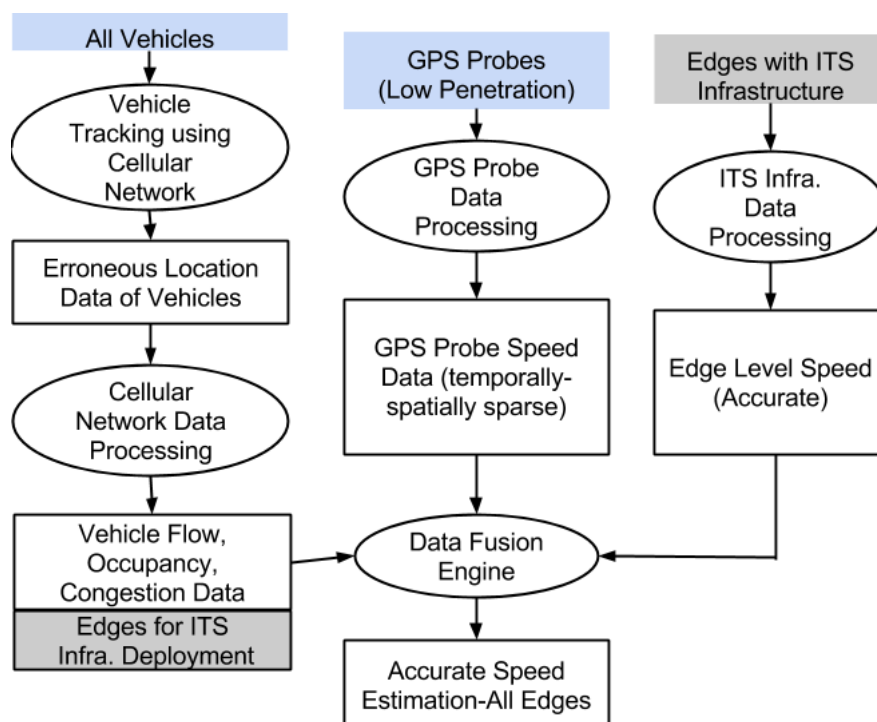 All Vehicles
Vehicle
Tracking using
Cellular
Network
Erroneous Location
Data of Vehicles
Cellular
Network Data
Processing
Vehicle Flow,
Occupancy,
Congestion Data
Edges for ITS
Infra. Deployment
GPS Probes
(Low Penetration)
GPS Probe
Data
Processing
GPS Probe Speed
Data (temporally-
spatially sparse)
Data Fusion
Engine
Accurate Speed
Estimation-All Edges
Edges with ITS
Infrastructure
ITS Infra.
Data
Processing
Edge Level Speed
(Accurate)